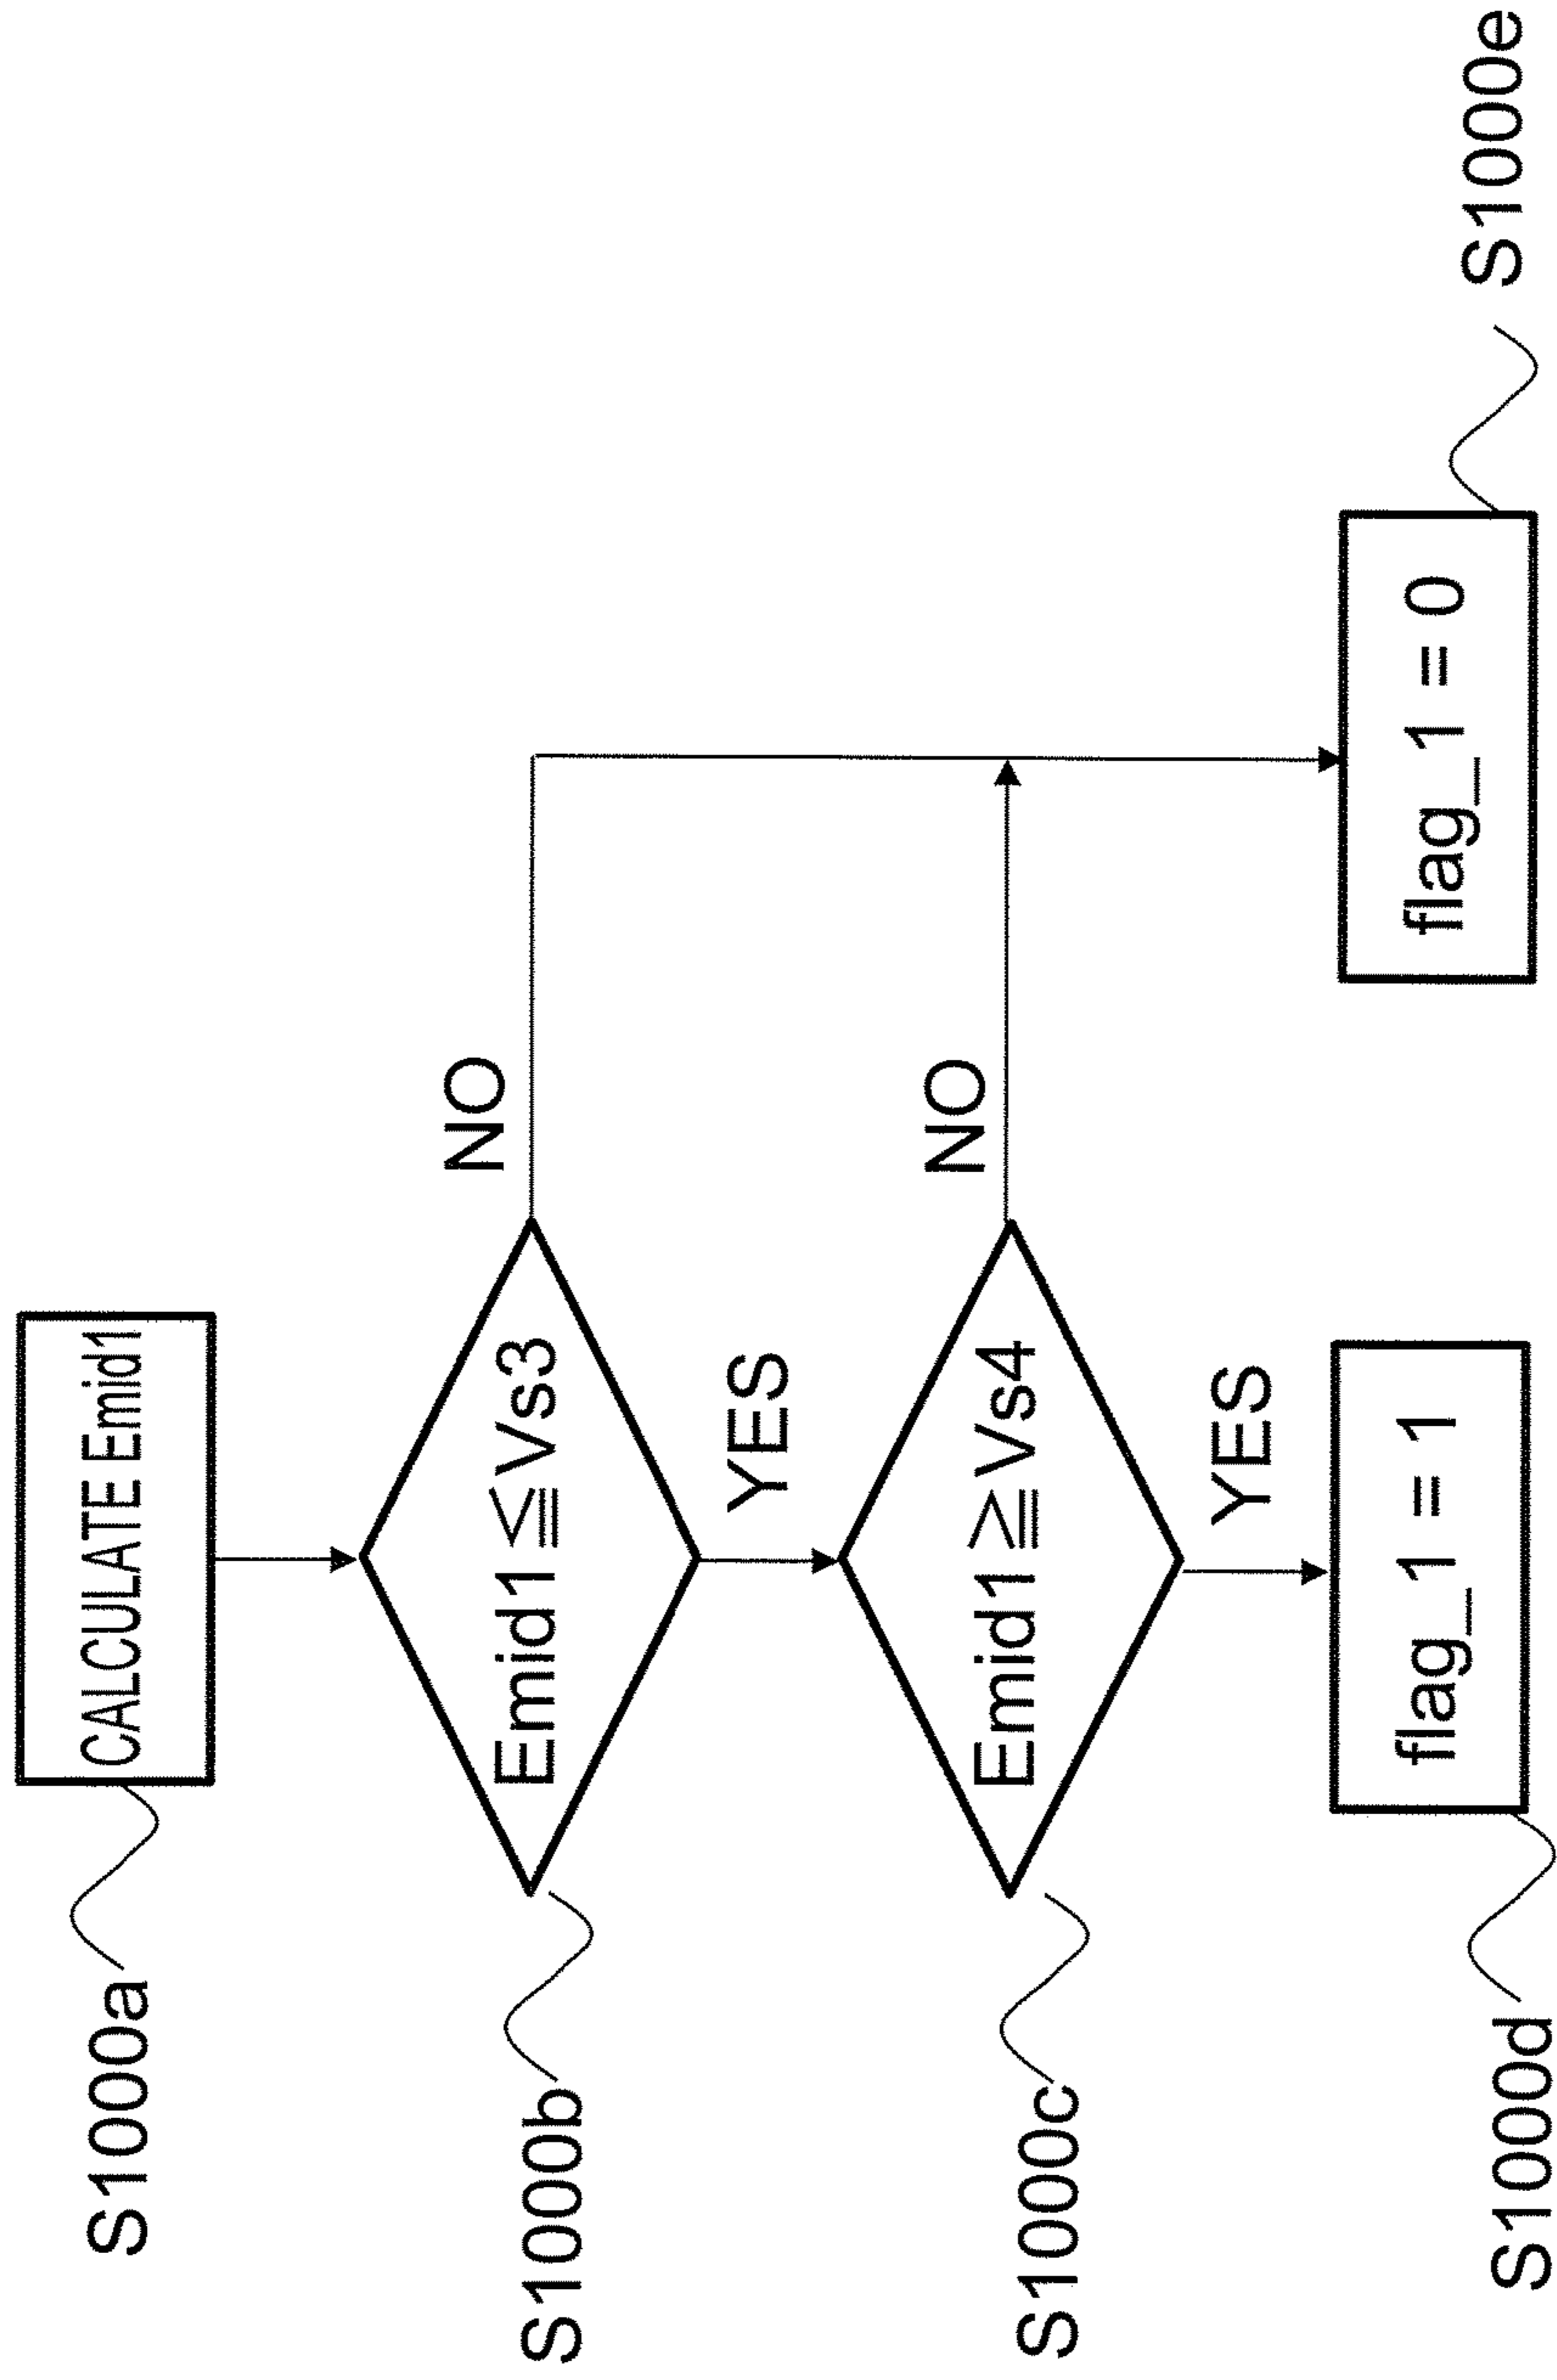 S1000a
CALCULATE Emid1
S1000b
Emid1≦Vs3
NO
YES
S1000c
Emid1≧Vs4
NO
YES
S1000d
flag_1 = 1
flag_1 = 0
S1000e